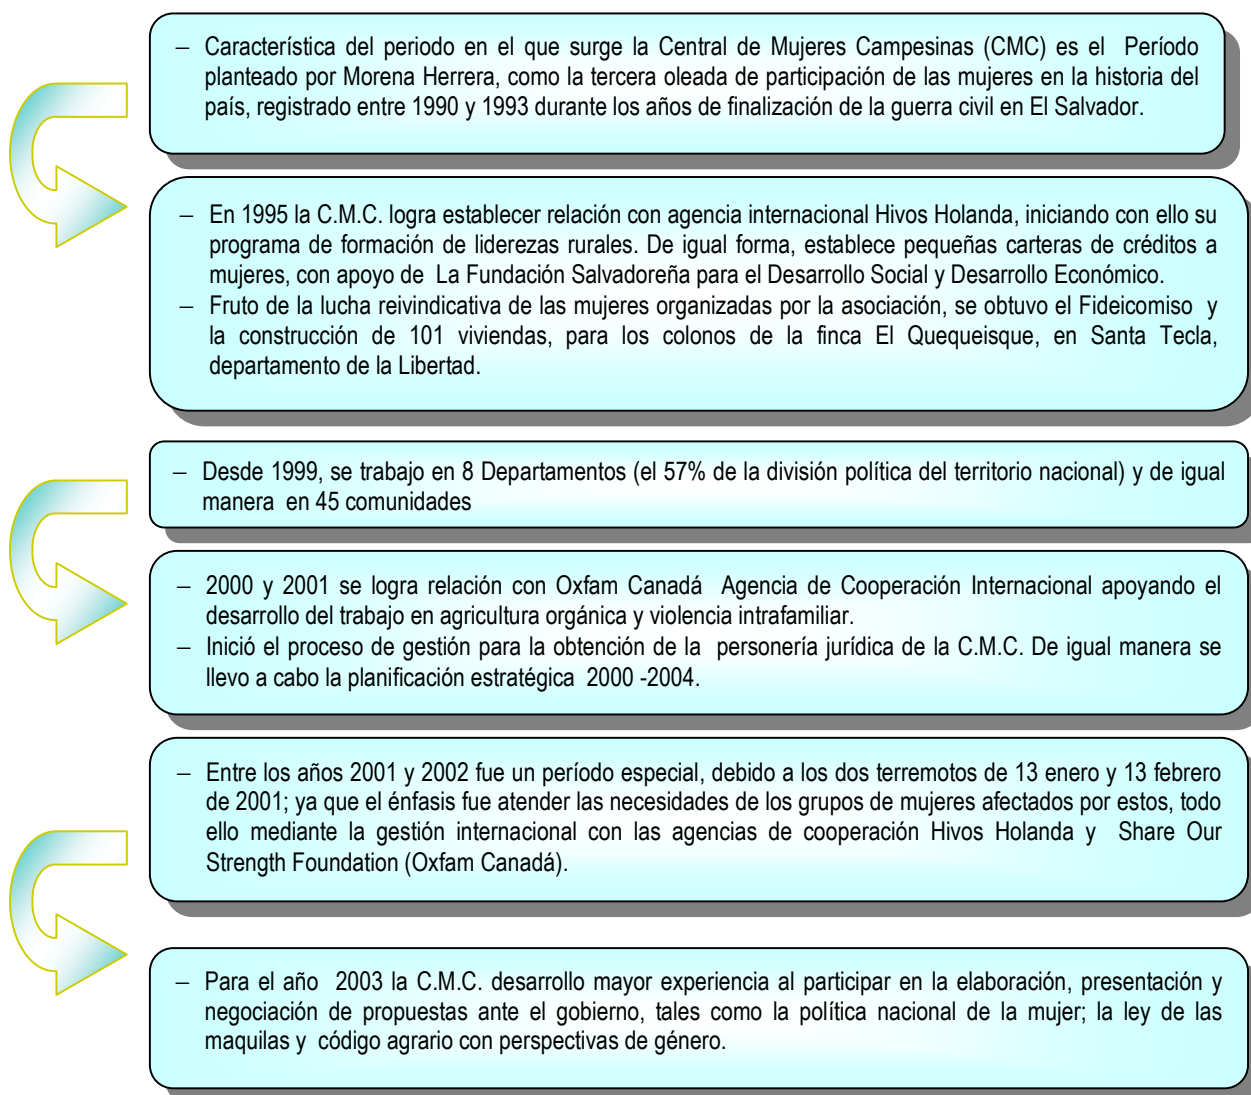 – Característica del periodo en el que surge la Central de Mujeres Campesinas (CMC) es el Período
planteado por Morena Herrera, como la tercera oleada de participación de las mujeres en la historia del
país, registrado entre 1990 y 1993 durante los años de finalización de la guerra civil en El Salvador.
– En 1995 la C.M.C. logra establecer relación con agencia internacional Hivos Holanda, iniciando con ello su
programa de formación de liderezas rurales. De igual forma, establece pequeñas carteras de créditos a
mujeres, con apoyo de La Fundación Salvadoreña para el Desarrollo Social y Desarrollo Económico.
– Fruto de la lucha reivindicativa de las mujeres organizadas por la asociación, se obtuvo el Fideicomiso y
la construcción de 101 viviendas, para los colonos de la finca El Quequeisque, en Santa Tecla,
departamento de la Libertad.
– Desde 1999, se trabajo en 8 Departamentos (el 57% de la división política del territorio nacional) y de igual
manera en 45 comunidades
– 2000 y 2001 se logra relación con Oxfam Canadá Agencia de Cooperación Internacional apoyando el
desarrollo del trabajo en agricultura orgánica y violencia intrafamiliar.
– Inició el proceso de gestión para la obtención de la personería jurídica de la C.M.C. De igual manera se
llevo a cabo la planificación estratégica 2000 -2004.
– Entre los años 2001 y 2002 fue un período especial, debido a los dos terremotos de 13 enero y 13 febrero
de 2001; ya que el énfasis fue atender las necesidades de los grupos de mujeres afectados por estos, todo
ello mediante la gestión internacional con las agencias de cooperación Hivos Holanda y Share Our
Strength Foundation (Oxfam Canadá).
– Para el año 2003 la C.M.C. desarrollo mayor experiencia al participar en la elaboración, presentación y
negociación de propuestas ante el gobierno, tales como la política nacional de la mujer; la ley de las
maquilas y código agrario con perspectivas de género.